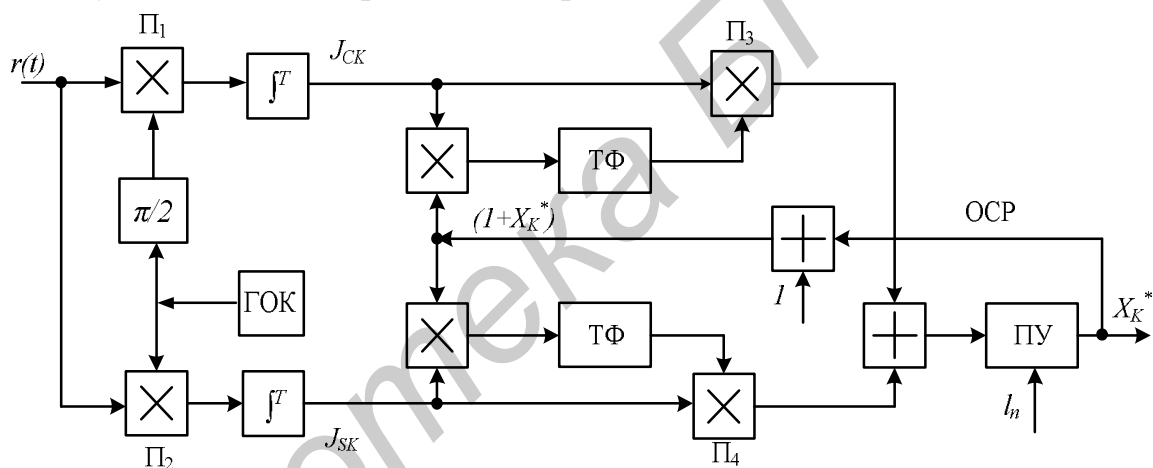 П₁
r(t)
∫ᵀ
J_CK
П₃
ТФ
π/2
(1+X_K*)
ОСР
ГОК
1
X_K*
ТФ
ПУ
∫ᵀ
J_SK
l_n
П₂
П₄